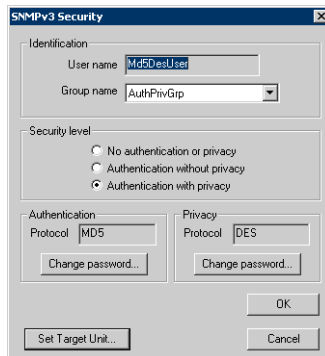 SNMPv3 Security
Identification
User name Md5DesUser
Group name AuthPrivGrp
Security level
No authentication or privacy
Authentication without privacy
Authentication with privacy
Authentication
Protocol MD5
Change password...
Privacy
Protocol DES
Change password...
OK
Set Target Unit...
Cancel